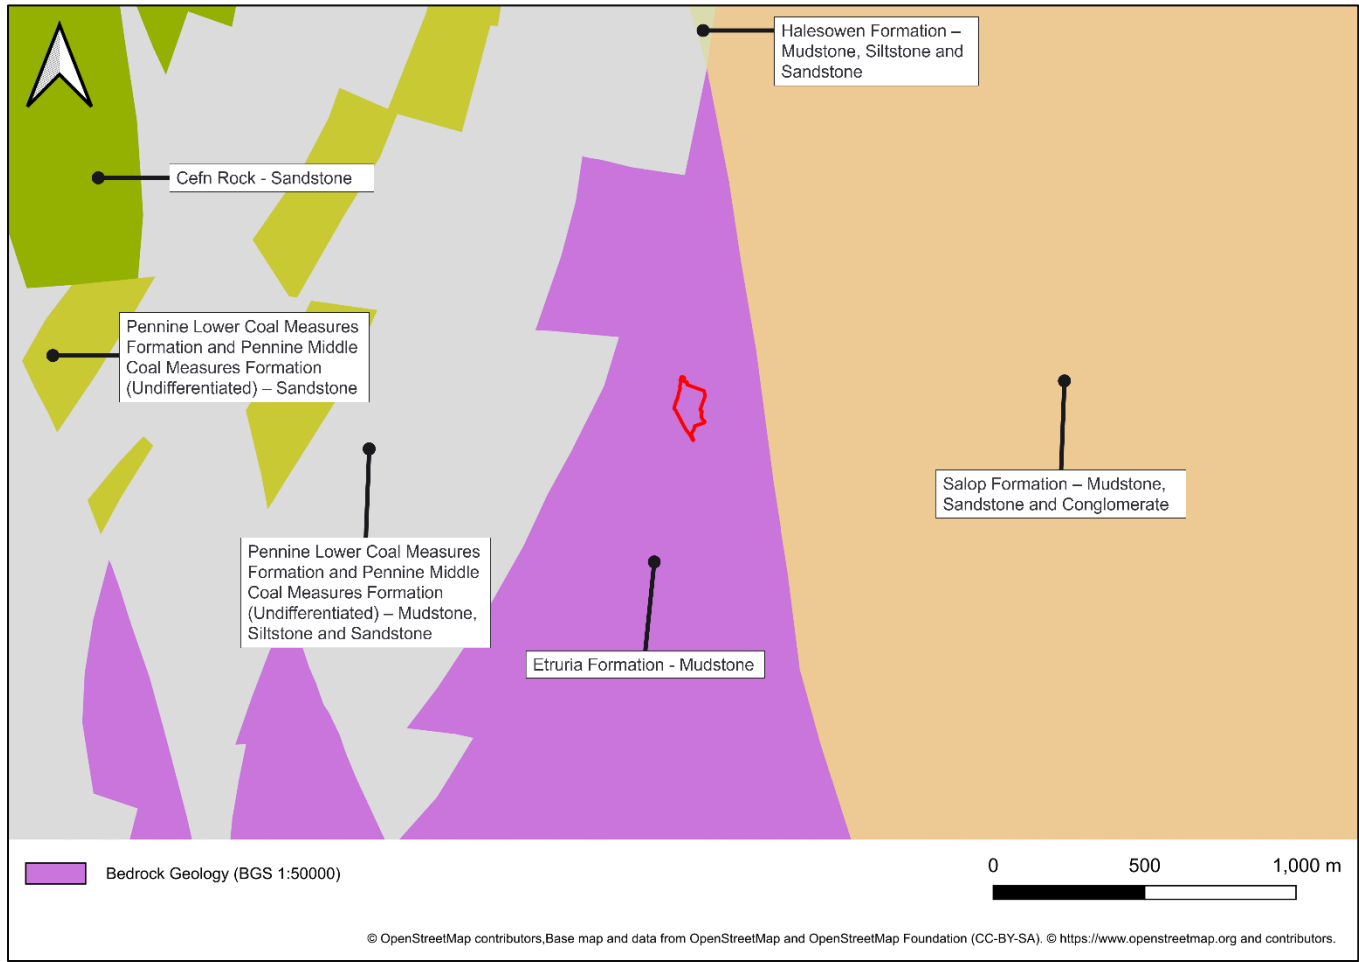 Halesowen Formation –
Mudstone, Siltstone and
Sandstone
Cefn Rock - Sandstone
Pennine Lower Coal Measures
Formation and Pennine Middle
Coal Measures Formation
(Undifferentiated) – Sandstone
Salop Formation – Mudstone,
Sandstone and Conglomerate
Pennine Lower Coal Measures
Formation and Pennine Middle
Coal Measures Formation
(Undifferentiated) – Mudstone,
Siltstone and Sandstone
Etruria Formation - Mudstone
Bedrock Geology (BGS 1:50000)
0 500 1,000 m
© OpenStreetMap contributors,Base map and data from OpenStreetMap and OpenStreetMap Foundation (CC-BY-SA). © https://www.openstreetmap.org and contributors.